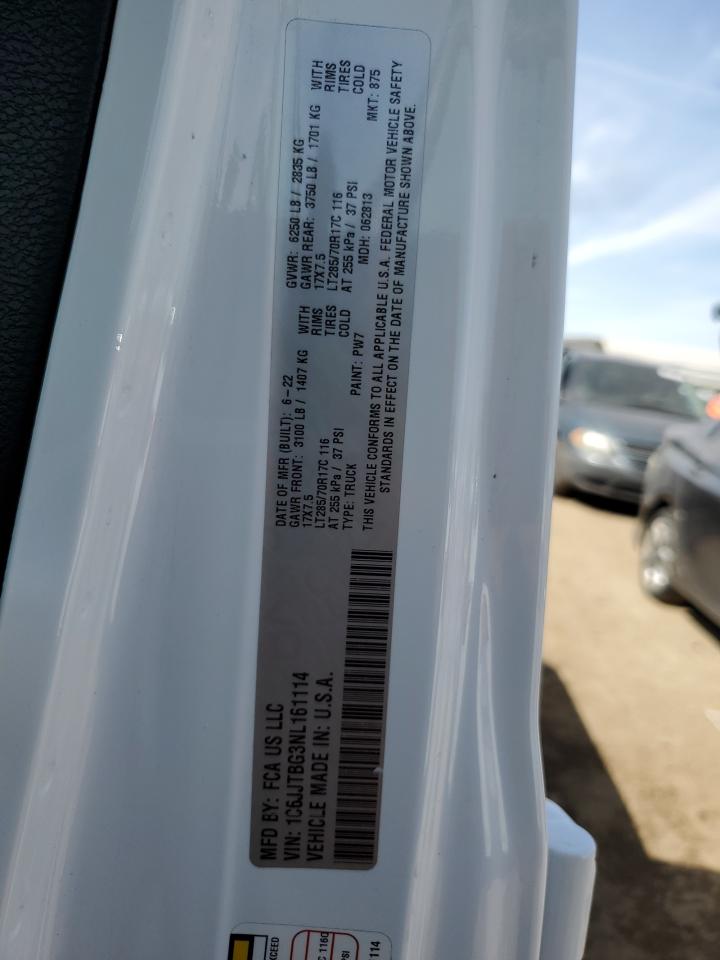 MFD BY: FCA US LLC
VIN: 1C6JJTBG3NL161114
VEHICLE MADE IN: U.S.A.
DATE OF MFR (BUILT): 6-22
GVWR: 6250 LB / 2835 KG
GAWR FRONT: 3100 LB / 1407 KG WITH
GAWR REAR: 3750 LB / 1701 KG WITH
17X7.5 RIMS
17X7.5 RIMS
LT285/70R17C 116 TIRES
LT285/70R17C 116 TIRES
AT 255 kPa / 37 PSI COLD
AT 255 kPa / 37 PSI COLD
TYPE: TRUCK PAINT: PW7 MDH: 062813 MKT: 875
THIS VEHICLE CONFORMS TO ALL APPLICABLE U.S.A. FEDERAL MOTOR VEHICLE SAFETY
STANDARDS IN EFFECT ON THE DATE OF MANUFACTURE SHOWN ABOVE.
XCEED
C 116
PSI
114